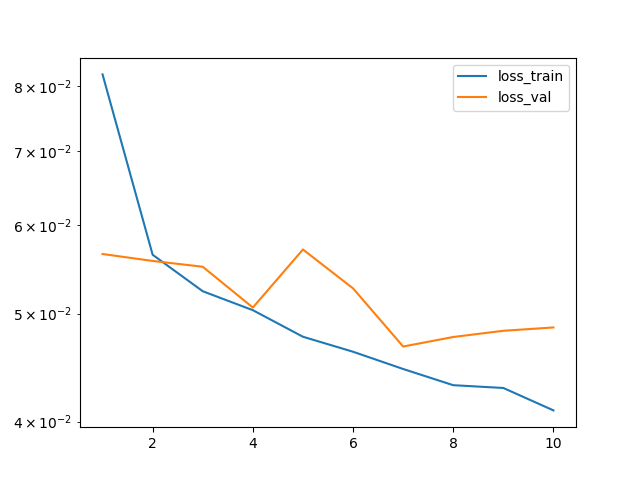 loss_train
loss_val
8 × 10⁻²
7 × 10⁻²
6 × 10⁻²
5 × 10⁻²
4 × 10⁻²
2 4 6 8 10